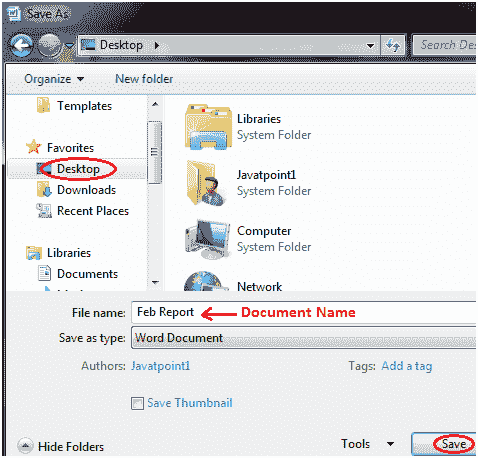 Save As
Desktop
Search Des
Organize
New folder
Templates
Favorites
Desktop
Downloads
Recent Places
Libraries
Documents
Libraries
System Folder
Javatpoint1
System Folder
Computer
System Folder
Network
File name: Feb Report Document Name
Save as type: Word Document
Authors: Javatpoint1 Tags: Add a tag
Save Thumbnail
Hide Folders Tools Save